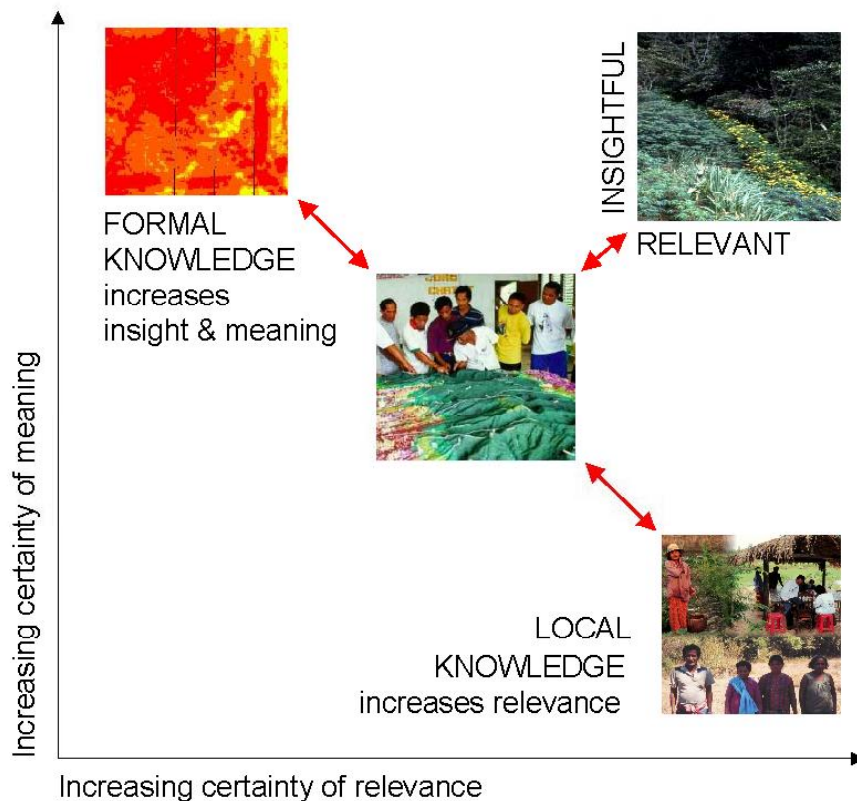 INSIGHTFUL
RELEVANT
FORMAL
KNOWLEDGE
increases
insight & meaning
LOCAL
KNOWLEDGE
increases relevance
Increasing certainty of meaning
Increasing certainty of relevance